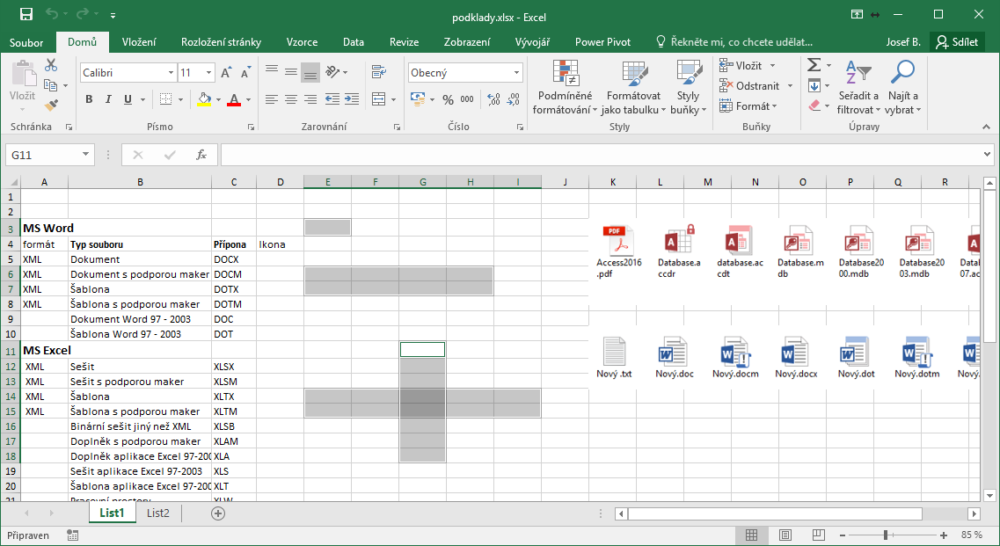 podklady.xlsx - Excel
Soubor Domů Vložení Rozložení stránky Vzorce Data Revize Zobrazení Vývojář Power Pivot Řekněte mi, co chcete udělat... Josef B. Sdílet
Vložit
Schránka
Calibri 11
B I U A
Písmo
Zarovnání
Obecný
% 000
Číslo
Podmíněné formátování
Formátovat jako tabulku
Styly buňky
Styly
Vložit
Odstranit
Formát
Buňky
Seřadit a filtrovat
Najít a vybrat
Úpravy
G11 fx
A B C D E F G H I J K L M N O P Q R
1
2
3 MS Word
4 formát Typ souboru Přípona Ikona
5 XML Dokument DOCX
6 XML Dokument s podporou maker DOCM
7 XML Šablona DOTX
8 XML Šablona s podporou maker DOTM
9 Dokument Word 97 - 2003 DOC
10 Šablona Word 97 - 2003 DOT
11 MS Excel
12 XML Sešit XLSX
13 XML Sešit s podporou maker XLSM
14 XML Šablona XLTX
15 XML Šablona s podporou maker XLTM
16 Binární sešit jiný než XML XLSB
17 Doplněk s podporou maker XLAM
18 Doplněk aplikace Excel 97-200 XLA
19 Sešit aplikace Excel 97-2003 XLS
20 Šablona aplikace Excel 97-200 XLT
21 Pracovní prostory XLW
PDF
Access2016.pdf
Database.accdr
database.accdt
Database.mdb
Database2000.mdb
Database2003.mdb
Nový .txt
Nový.doc
Nový.docm
Nový.docx
Nový.dot
Nový.dotm
List1 List2
Připraven 85 %